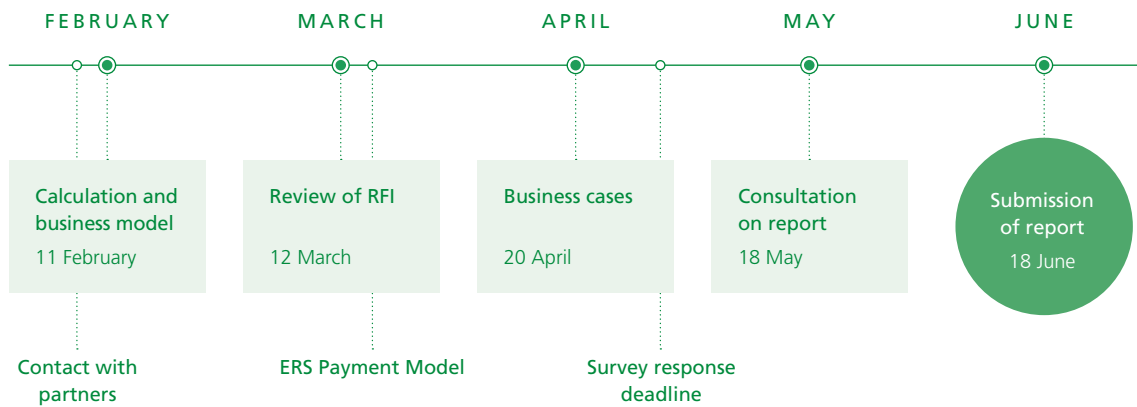 FEBRUARY
MARCH
APRIL
MAY
JUNE
Calculation and
business model
11 February
Review of RFI
12 March
Business cases
20 April
Consultation
on report
18 May
Submission
of report
18 June
Contact with
partners
ERS Payment Model
Survey response
deadline